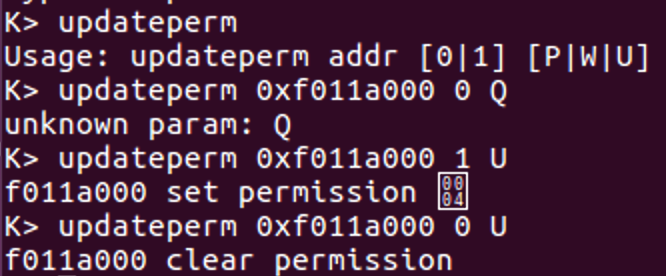 K> updateperm
Usage: updateperm addr [0|1] [P|W|U]
K> updateperm 0xf011a000 0 Q
unknown param: Q
K> updateperm 0xf011a000 1 U
f011a000 set permission 0004
K> updateperm 0xf011a000 0 U
f011a000 clear permission